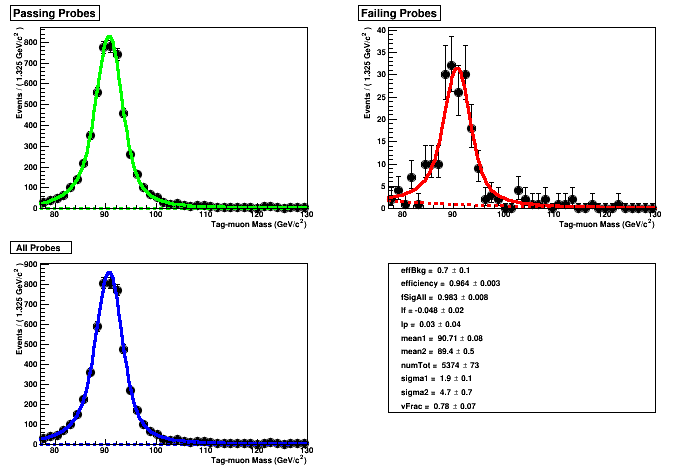 Passing Probes
Events / ( 1.325 GeV/c² )
800
700
600
500
400
300
200
100
0
80 90 100 110 120 130
Tag-muon Mass (GeV/c²)
Failing Probes
Events / ( 1.325 GeV/c² )
40
35
30
25
20
15
10
5
0
80 90 100 110 120 130
Tag-muon Mass (GeV/c²)
All Probes
Events / ( 1.325 GeV/c² )
900
800
700
600
500
400
300
200
100
0
80 90 100 110 120 130
Tag-muon Mass (GeV/c²)
effBkg = 0.7 ± 0.1
efficiency = 0.964 ± 0.003
fSigAll = 0.983 ± 0.008
lf = -0.048 ± 0.02
lp = 0.03 ± 0.04
mean1 = 90.71 ± 0.08
mean2 = 89.4 ± 0.5
numTot = 5374 ± 73
sigma1 = 1.9 ± 0.1
sigma2 = 4.7 ± 0.7
vFrac = 0.78 ± 0.07